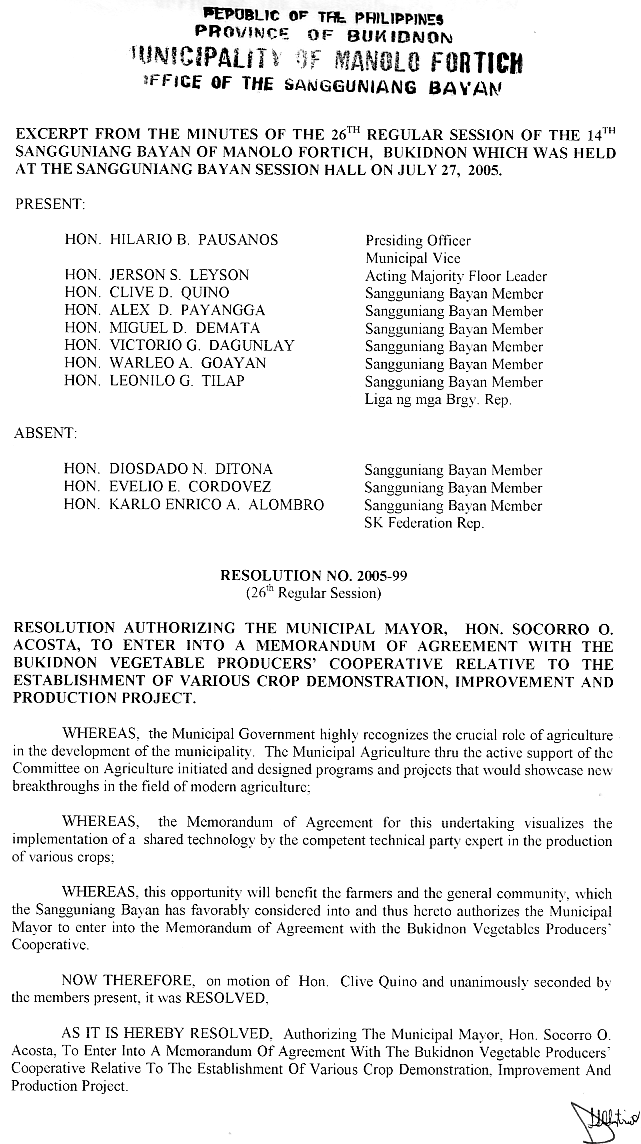 REPUBLIC OF THE PHILIPPINES
PROVINCE OF BUKIDNON
MUNICIPALITY OF MANOLO FORTICH
OFFICE OF THE SANGGUNIANG BAYAN
EXCERPT FROM THE MINUTES OF THE 26TH REGULAR SESSION OF THE 14TH
SANGGUNIANG BAYAN OF MANOLO FORTICH, BUKIDNON WHICH WAS HELD
AT THE SANGGUNIANG BAYAN SESSION HALL ON JULY 27, 2005.
PRESENT:
HON. HILARIO B. PAUSANOS Presiding Officer
Municipal Vice
HON. JERSON S. LEYSON Acting Majority Floor Leader
HON. CLIVE D. QUINO Sangguniang Bayan Member
HON. ALEX D. PAYANGGA Sangguniang Bayan Member
HON. MIGUEL D. DEMATA Sangguniang Bayan Member
HON. VICTORIO G. DAGUNLAY Sangguniang Bayan Member
HON. WARLEO A. GOAYAN Sangguniang Bayan Member
HON. LEONILO G. TILAP Sangguniang Bayan Member
Liga ng mga Brgy. Rep.
ABSENT:
HON. DIOSDADO N. DITONA Sangguniang Bayan Member
HON. EVELIO E. CORDOVEZ Sangguniang Bayan Member
HON. KARLO ENRICO A. ALOMBRO Sangguniang Bayan Member
SK Federation Rep.
RESOLUTION NO. 2005-99
(26th Regular Session)
RESOLUTION AUTHORIZING THE MUNICIPAL MAYOR, HON. SOCORRO O.
ACOSTA, TO ENTER INTO A MEMORANDUM OF AGREEMENT WITH THE
BUKIDNON VEGETABLE PRODUCERS' COOPERATIVE RELATIVE TO THE
ESTABLISHMENT OF VARIOUS CROP DEMONSTRATION, IMPROVEMENT AND
PRODUCTION PROJECT.
WHEREAS, the Municipal Government highly recognizes the crucial role of agriculture
in the development of the municipality. The Municipal Agriculture thru the active support of the
Committee on Agriculture initiated and designed programs and projects that would showcase new
breakthroughs in the field of modern agriculture;
WHEREAS, the Memorandum of Agreement for this undertaking visualizes the
implementation of a shared technology by the competent technical party expert in the production
of various crops;
WHEREAS, this opportunity will benefit the farmers and the general community, which
the Sangguniang Bayan has favorably considered into and thus hereto authorizes the Municipal
Mayor to enter into the Memorandum of Agreement with the Bukidnon Vegetables Producers'
Cooperative.
NOW THEREFORE, on motion of Hon. Clive Quino and unanimously seconded by
the members present, it was RESOLVED,
AS IT IS HEREBY RESOLVED, Authorizing The Municipal Mayor, Hon. Socorro O.
Acosta, To Enter Into A Memorandum Of Agreement With The Bukidnon Vegetable Producers'
Cooperative Relative To The Establishment Of Various Crop Demonstration, Improvement And
Production Project.